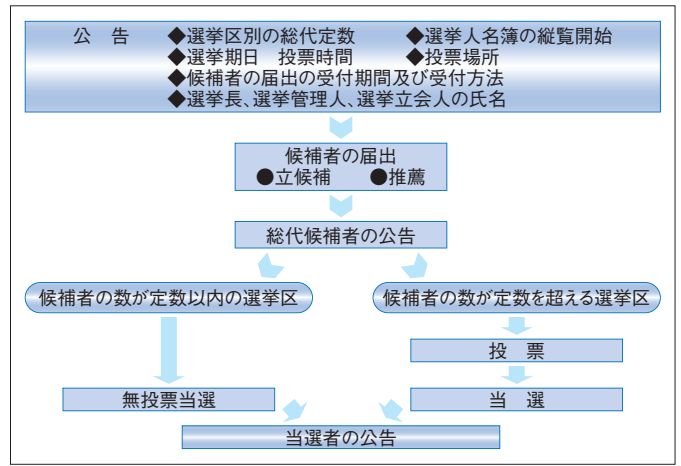 公 告 ◆選挙区別の総代定数 ◆選挙人名簿の縦覧開始
◆選挙期日 投票時間 ◆投票場所
◆候補者の届出の受付期間及び受付方法
◆選挙長、選挙管理人、選挙立会人の氏名
候補者の届出
●立候補 ●推薦
総代候補者の公告
候補者の数が定数以内の選挙区
候補者の数が定数を超える選挙区
投 票
無投票当選
当 選
当選者の公告